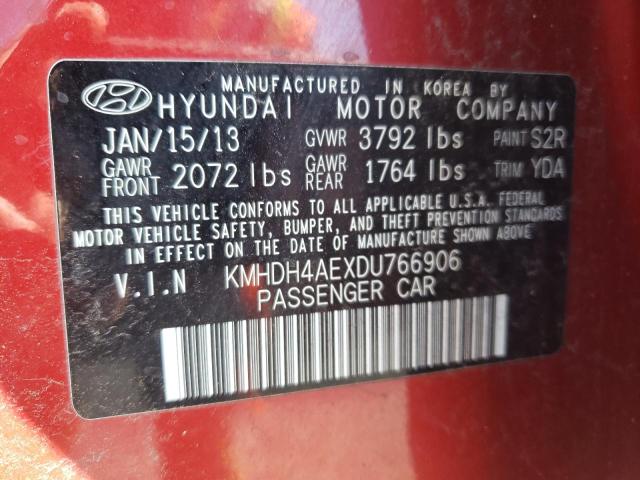 MANUFACTURED IN KOREA BY
HYUNDAI MOTOR COMPANY
JAN/15/13 GVWR 3792 lbs PAINT S2R
GAWR FRONT 2072 lbs GAWR REAR 1764 lbs TRIM YDA
THIS VEHICLE CONFORMS TO ALL APPLICABLE U.S.A. FEDERAL
MOTOR VEHICLE SAFETY, BUMPER, AND THEFT PREVENTION STANDARDS
IN EFFECT ON THE DATE OF MANUFACTURE SHOWN ABOVE
V.I.N KMHDH4AEXDU766906
PASSENGER CAR